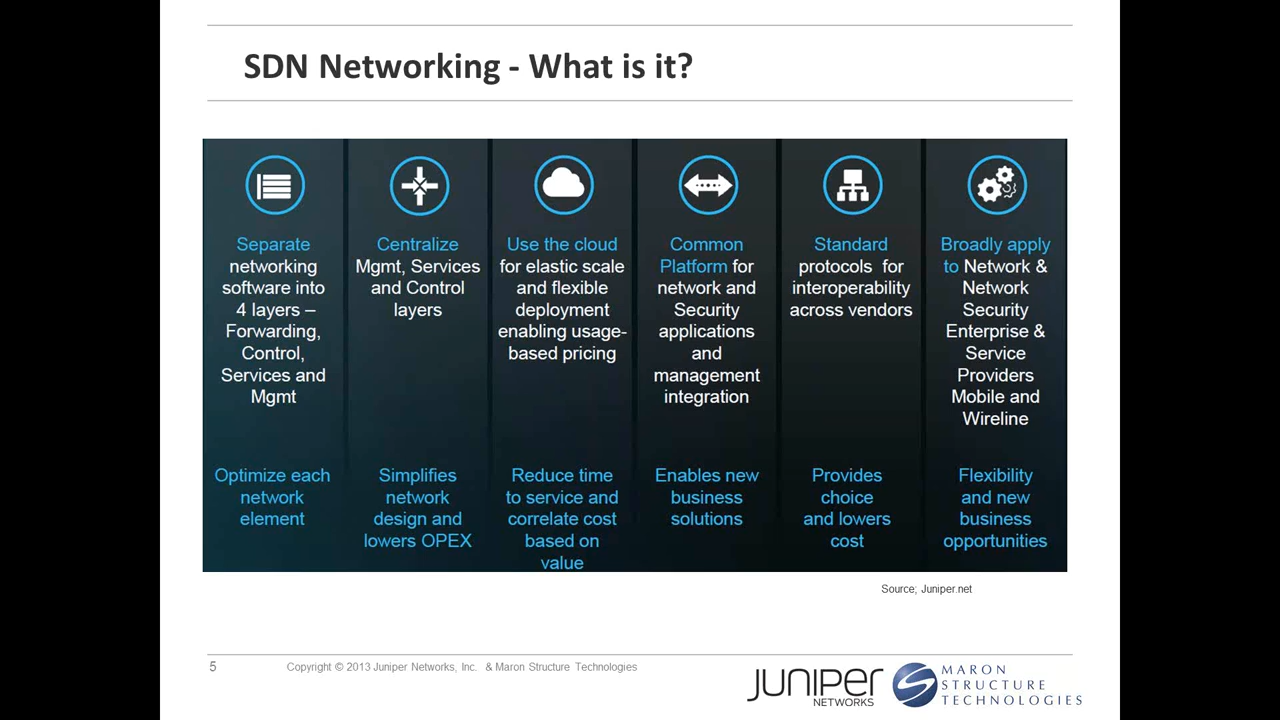 SDN Networking - What is it?
Separate
networking
software into
4 layers –
Forwarding,
Control,
Services and
Mgmt
Optimize each
network
element
Centralize
Mgmt, Services
and Control
layers
Simplifies
network
design and
lowers OPEX
Use the cloud
for elastic scale
and flexible
deployment
enabling usage-
based pricing
Reduce time
to service and
correlate cost
based on
value
Common
Platform for
network and
Security
applications
and
management
integration
Enables new
business
solutions
Standard
protocols for
interoperability
across vendors
Provides
choice
and lowers
cost
Broadly apply
to Network &
Network
Security
Enterprise &
Service
Providers
Mobile and
Wireline
Flexibility
and new
business
opportunities
Source; Juniper.net
5
Copyright © 2013 Juniper Networks, Inc. & Maron Structure Technologies
JUNIPER
NETWORKS
MARON
STRUCTURE
TECHNOLOGIES